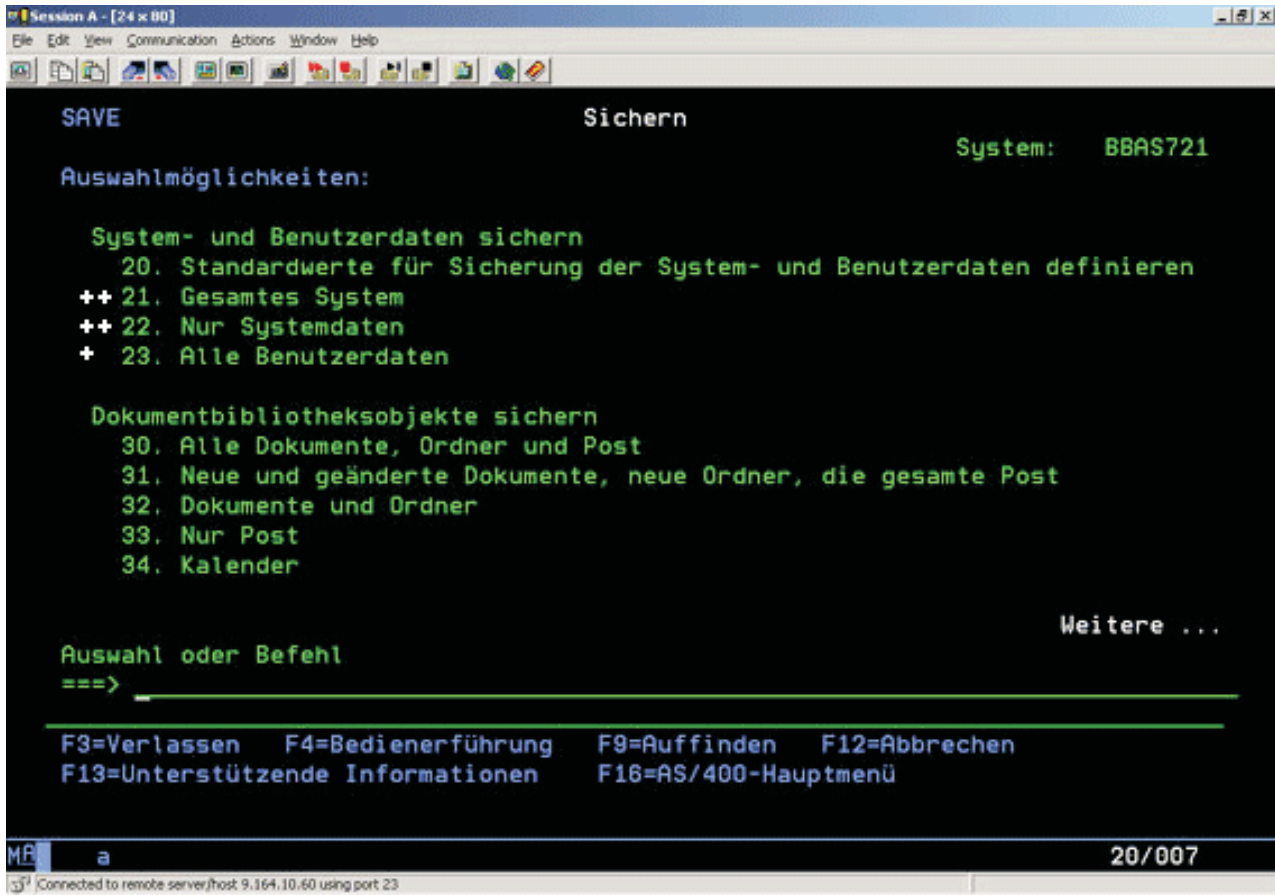 Session A - [24 x 80]
File Edit View Communication Actions Window Help
SAVE Sichern
System: BBAS721
Auswahlmöglichkeiten:
System- und Benutzerdaten sichern
20. Standardwerte für Sicherung der System- und Benutzerdaten definieren
++ 21. Gesamtes System
++ 22. Nur Systemdaten
+ 23. Alle Benutzerdaten
Dokumentbibliotheksobjekte sichern
30. Alle Dokumente, Ordner und Post
31. Neue und geänderte Dokumente, neue Ordner, die gesamte Post
32. Dokumente und Ordner
33. Nur Post
34. Kalender
Weitere ...
Auswahl oder Befehl
===>
F3=Verlassen F4=Bedienerführung F9=Auffinden F12=Abbrechen
F13=Unterstützende Informationen F16=AS/400-Hauptmenü
MA a 20/007
Connected to remote server/host 9.164.10.60 using port 23